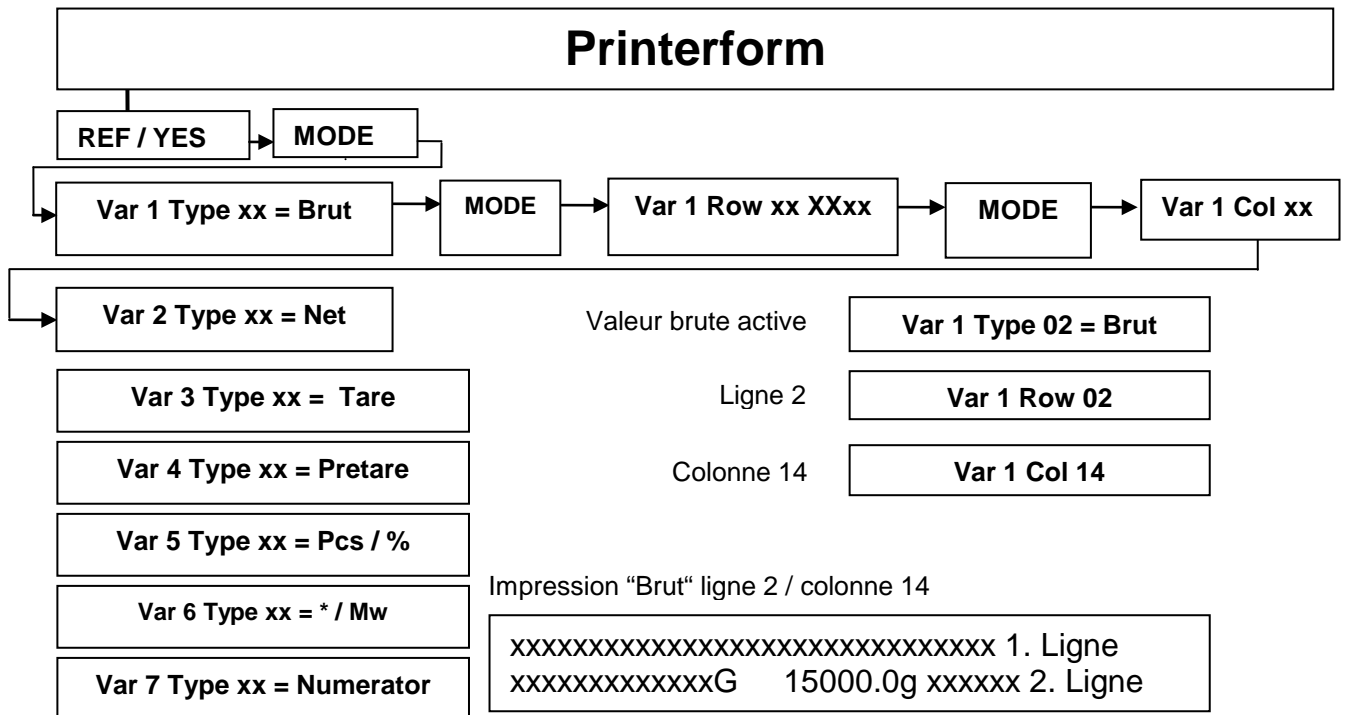 Printerform
REF / YES
MODE
Var 1 Type xx = Brut
MODE
Var 1 Row xx XXxx
MODE
Var 1 Col xx
Var 2 Type xx = Net
Valeur brute active
Var 1 Type 02 = Brut
Var 3 Type xx = Tare
Ligne 2
Var 1 Row 02
Var 4 Type xx = Pretare
Colonne 14
Var 1 Col 14
Var 5 Type xx = Pcs / %
Impression “Brut“ ligne 2 / colonne 14
Var 6 Type xx = * / Mw
xxxxxxxxxxxxxxxxxxxxxxxxxxxxxxx 1. Ligne
xxxxxxxxxxxxxG 15000.0g xxxxxx 2. Ligne
Var 7 Type xx = Numerator